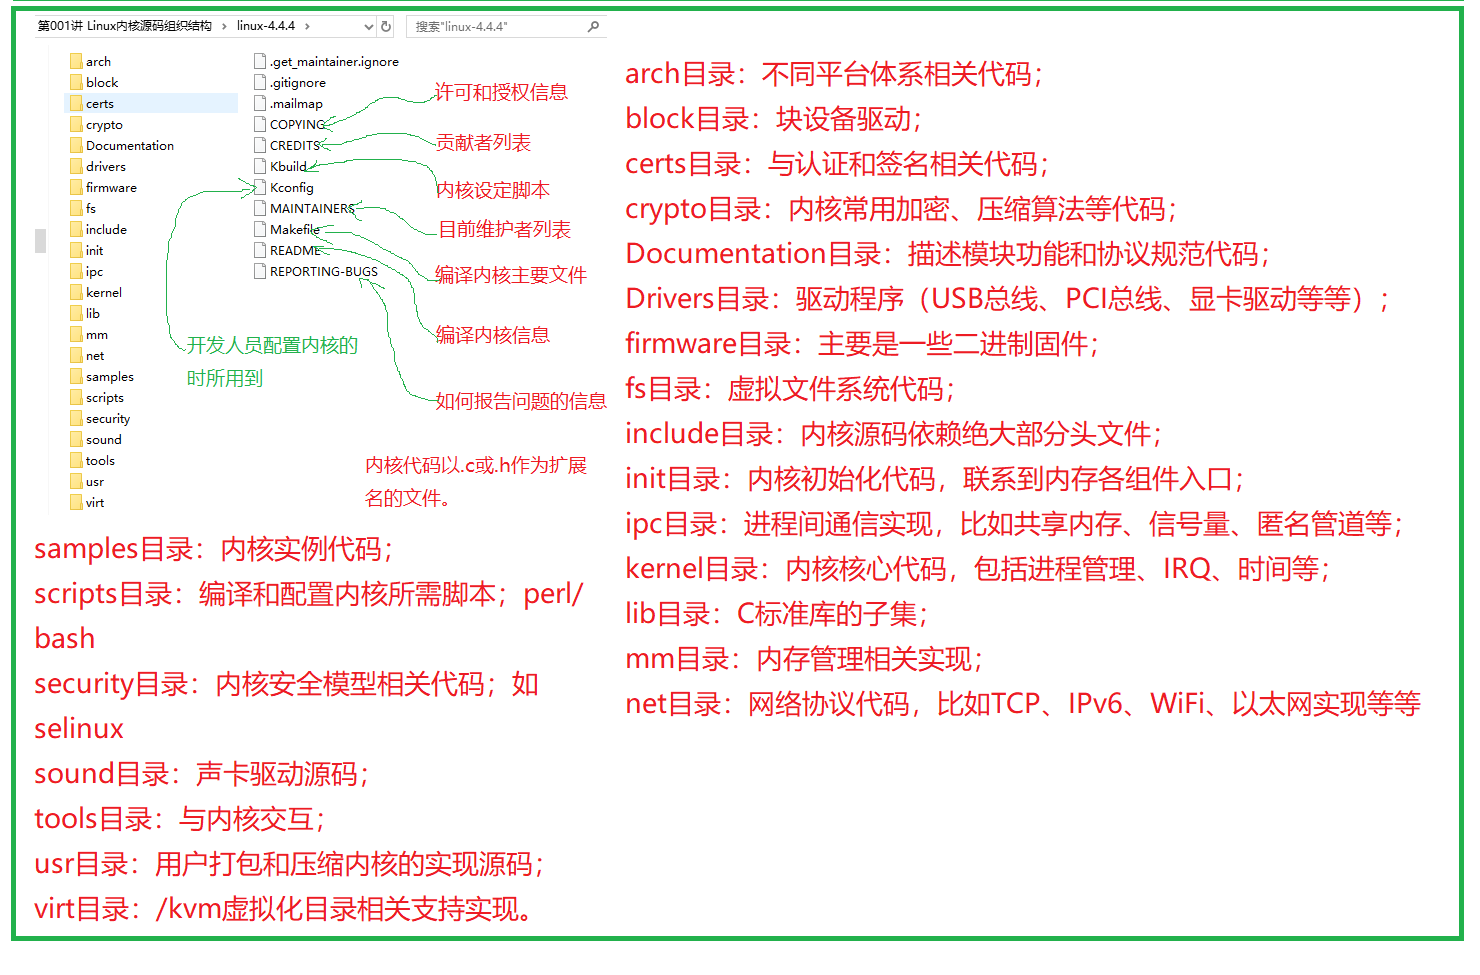 第001讲 Linux内核源码组织结构 › linux-4.4.4 ›
搜索"linux-4.4.4"
arch
block
certs
crypto
Documentation
drivers
firmware
fs
include
init
ipc
kernel
lib
mm
net
samples
scripts
security
sound
tools
usr
virt
.get_maintainer.ignore
.gitignore
.mailmap
COPYING
CREDITS
Kbuild
Kconfig
MAINTAINERS
Makefile
README
REPORTING-BUGS
许可和授权信息
贡献者列表
内核设定脚本
目前维护者列表
编译内核主要文件
编译内核信息
如何报告问题的信息
开发人员配置内核的
时所用到
内核代码以.c或.h作为扩展
名的文件。
arch目录：不同平台体系相关代码；
block目录：块设备驱动；
certs目录：与认证和签名相关代码；
crypto目录：内核常用加密、压缩算法等代码；
Documentation目录：描述模块功能和协议规范代码；
Drivers目录：驱动程序（USB总线、PCI总线、显卡驱动等等）；
firmware目录：主要是一些二进制固件；
fs目录：虚拟文件系统代码；
include目录：内核源码依赖绝大部分头文件；
init目录：内核初始化代码，联系到内存各组件入口；
ipc目录：进程间通信实现，比如共享内存、信号量、匿名管道等；
kernel目录：内核核心代码，包括进程管理、IRQ、时间等；
lib目录：C标准库的子集；
mm目录：内存管理相关实现；
net目录：网络协议代码，比如TCP、IPv6、WiFi、以太网实现等等
samples目录：内核实例代码；
scripts目录：编译和配置内核所需脚本；perl/
bash
security目录：内核安全模型相关代码；如
selinux
sound目录：声卡驱动源码；
tools目录：与内核交互；
usr目录：用户打包和压缩内核的实现源码；
virt目录：/kvm虚拟化目录相关支持实现。